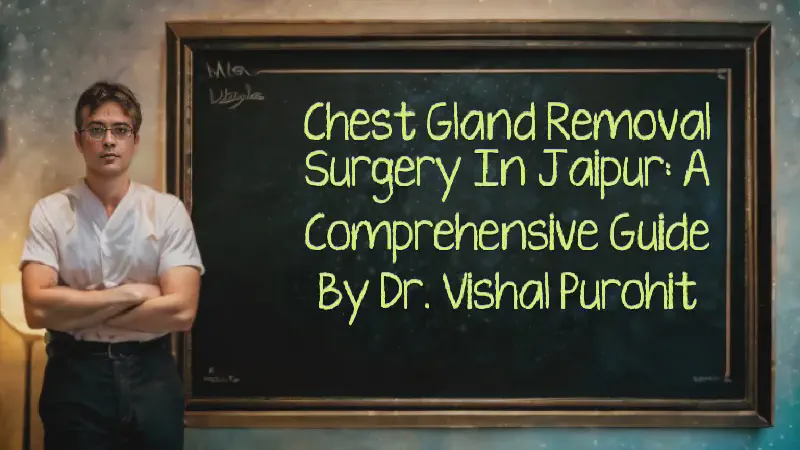 Chest Gland Removal
Surgery In Jaipur: A
Comprehensive Guide
By Dr. Vishal Purohit